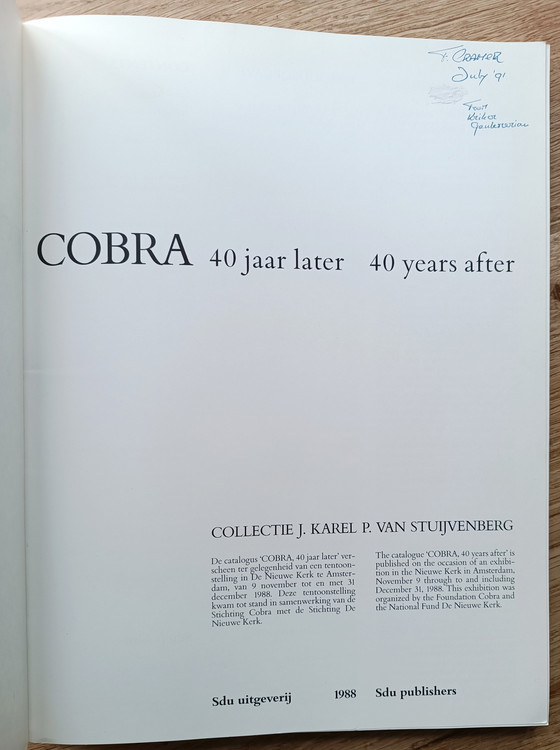 F. CRAMER
July '91
COBRA 40 jaar later 40 years after
COLLECTIE J. KAREL P. VAN STUIJVENBERG
De catalogus 'COBRA, 40 jaar later' ver-
scheen ter gelegenheid van een tentoon-
stelling in De Nieuwe Kerk te Amster-
dam, van 9 november tot en met 31
december 1988. Deze tentoonstelling
kwam tot stand in samenwerking van de
Stichting Cobra met de Stichting De
Nieuwe Kerk.
The catalogue 'COBRA, 40 years after' is
published on the occasion of an exhibi-
tion in the Nieuwe Kerk in Amsterdam,
November 9 through to and including
December 31, 1988. This exhibition was
organized by the Foundation Cobra and
the National Fund De Nieuwe Kerk.
Sdu uitgeverij 1988 Sdu publishers